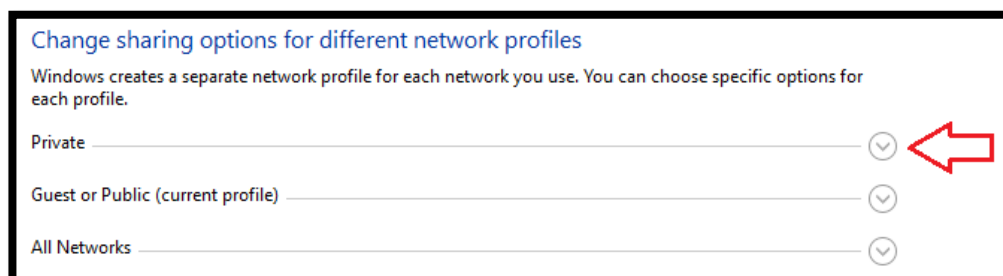 Change sharing options for different network profiles
Windows creates a separate network profile for each network you use. You can choose specific options for
each profile.
Private
Guest or Public (current profile)
All Networks